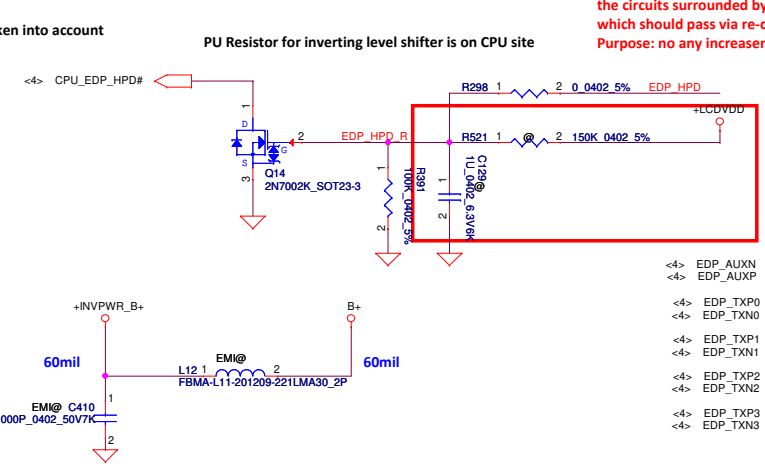 the circuits surrounded by
which should pass via re-
Purpose: no any increase
ken into account
PU Resistor for inverting level shifter is on CPU site
<4> CPU_EDP_HPD#
R298 1 2 0_0402_5% EDP_HPD
+LCDVDD
1
D
2 EDP_HPD_R
R521 1 @ 2 150K_0402_5%
G
S
3
Q14
2N7002K_SOT23-3
1
R391
100K_0402_5%
2
1
C129
@
1U_0402_6.3V6K
2
<4> EDP_AUXN
<4> EDP_AUXP
<4> EDP_TXP0
<4> EDP_TXN0
<4> EDP_TXP1
<4> EDP_TXN1
<4> EDP_TXP2
<4> EDP_TXN2
<4> EDP_TXP3
<4> EDP_TXN3
+INVPWR_B+
B+
60mil
EMI@
60mil
L12 1 2
FBMA-L11-201209-221LMA30_2P
1
EMI@ C410
000P_0402_50V7K
2